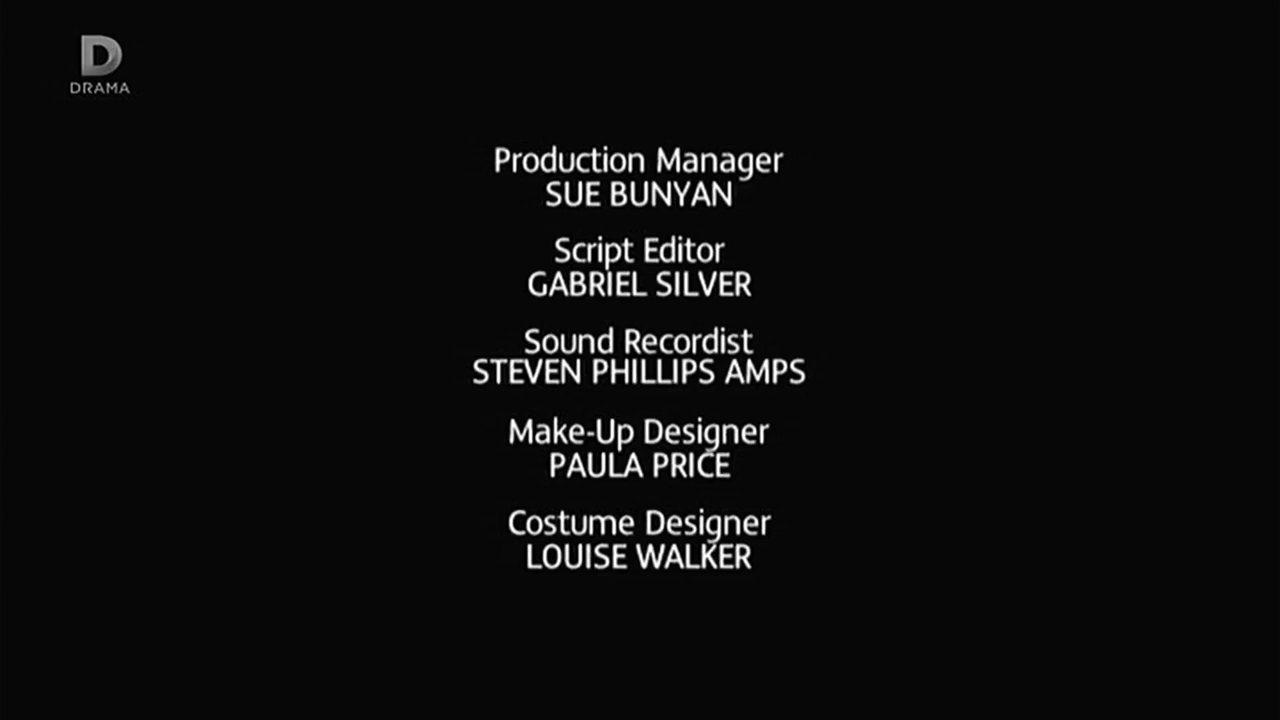 D
DRAMA
Production Manager
SUE BUNYAN
Script Editor
GABRIEL SILVER
Sound Recordist
STEVEN PHILLIPS AMPS
Make-Up Designer
PAULA PRICE
Costume Designer
LOUISE WALKER